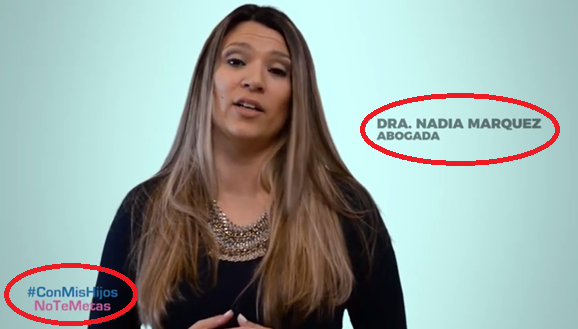 DRA. NADIA MARQUEZ
ABOGADA
#ConMisHijos
NoTeMetas